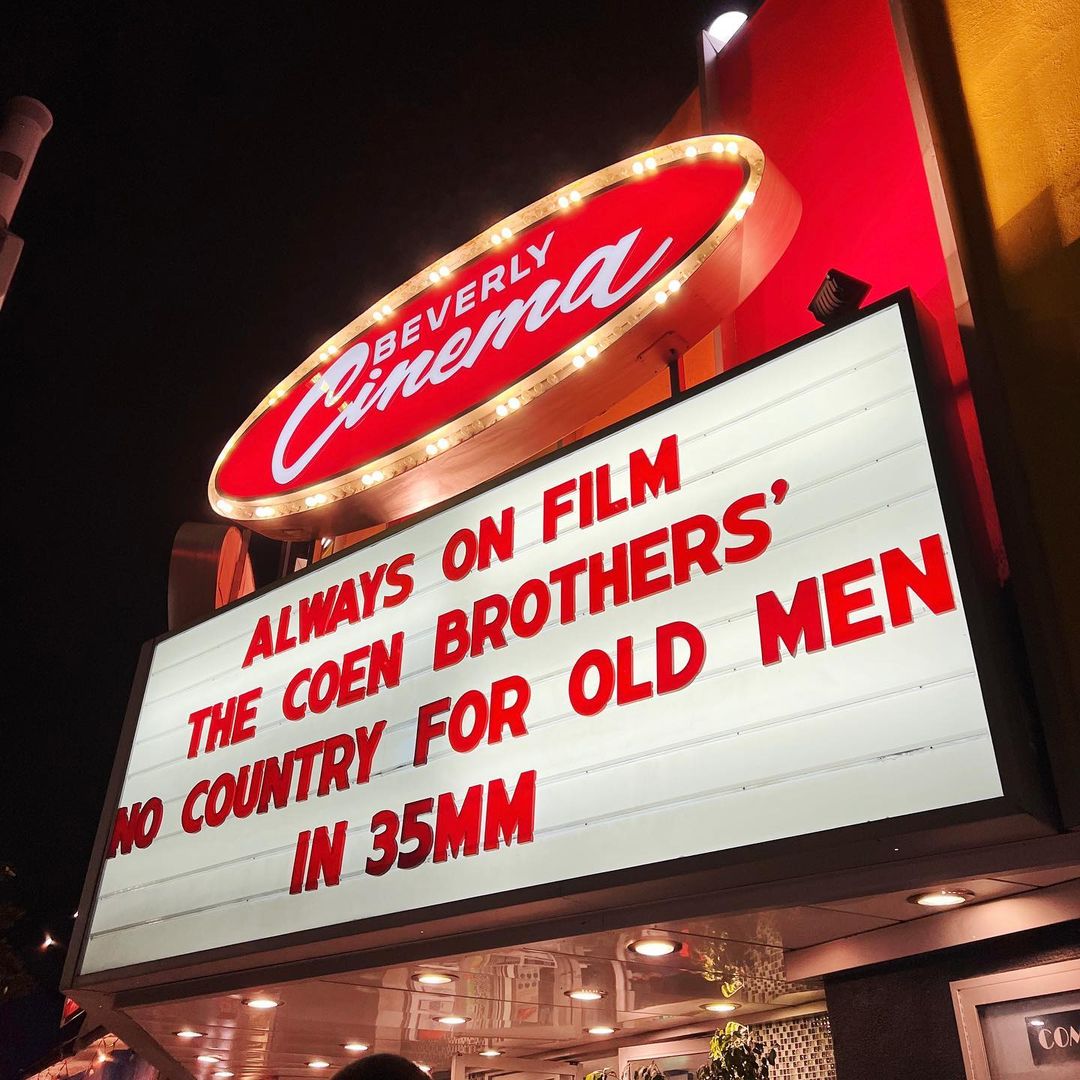 BEVERLY
Cinema
ALWAYS ON FILM
THE COEN BROTHERS'
NO COUNTRY FOR OLD MEN
IN 35MM